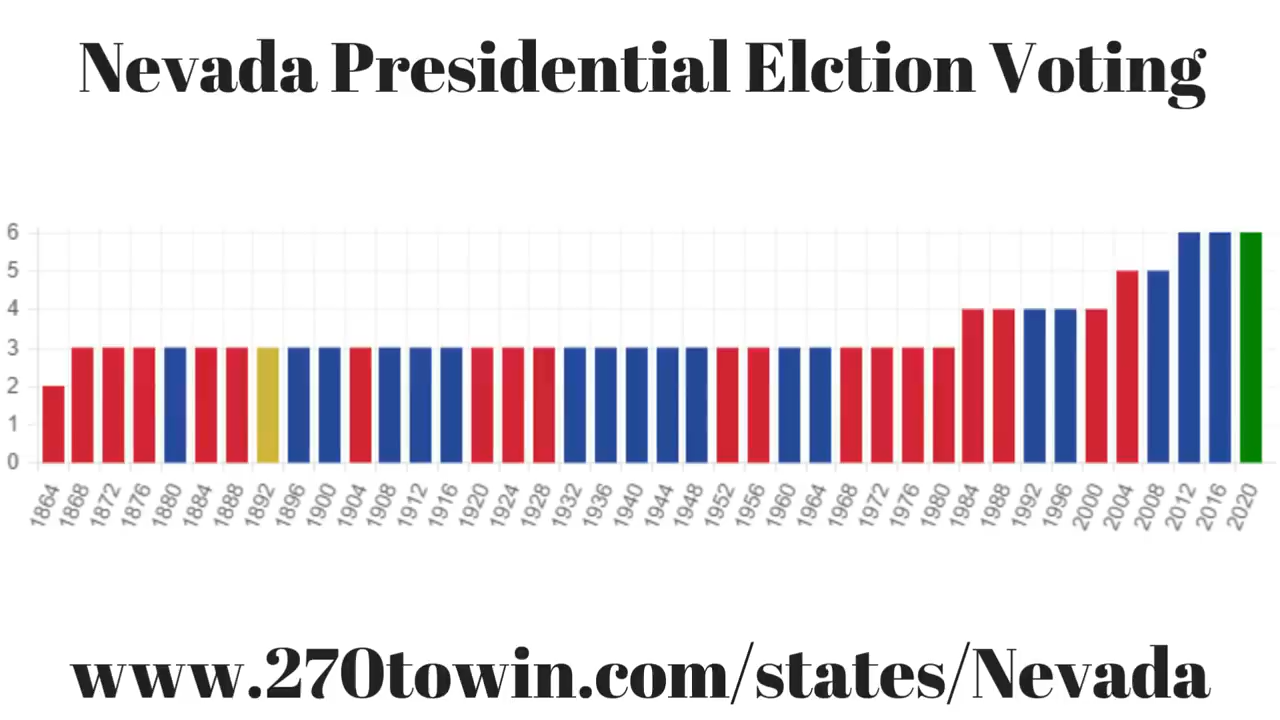 Nevada Presidential Elction Voting
6
5
4
3
2
1
0
1864 1868 1872 1876 1880 1884 1888 1892 1896 1900 1904 1908 1912 1916 1920 1924 1928 1932 1936 1940 1944 1948 1952 1956 1960 1964 1968 1972 1976 1980 1984 1988 1992 1996 2000 2004 2008 2012 2016 2020
www.270towin.com/states/Nevada